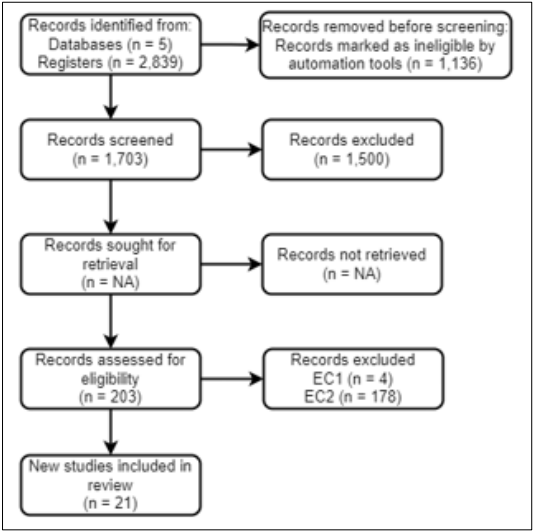 Records identified from:
Databases (n = 5)
Registers (n = 2,839)
Records removed before screening:
Records marked as ineligible by
automation tools (n = 1,136)
Records screened
(n = 1,703)
Records excluded
(n = 1,500)
Records sought for
retrieval
(n = NA)
Records not retrieved
(n = NA)
Records assessed for
eligibility
(n = 203)
Records excluded
EC1 (n = 4)
EC2 (n = 178)
New studies included in
review
(n = 21)